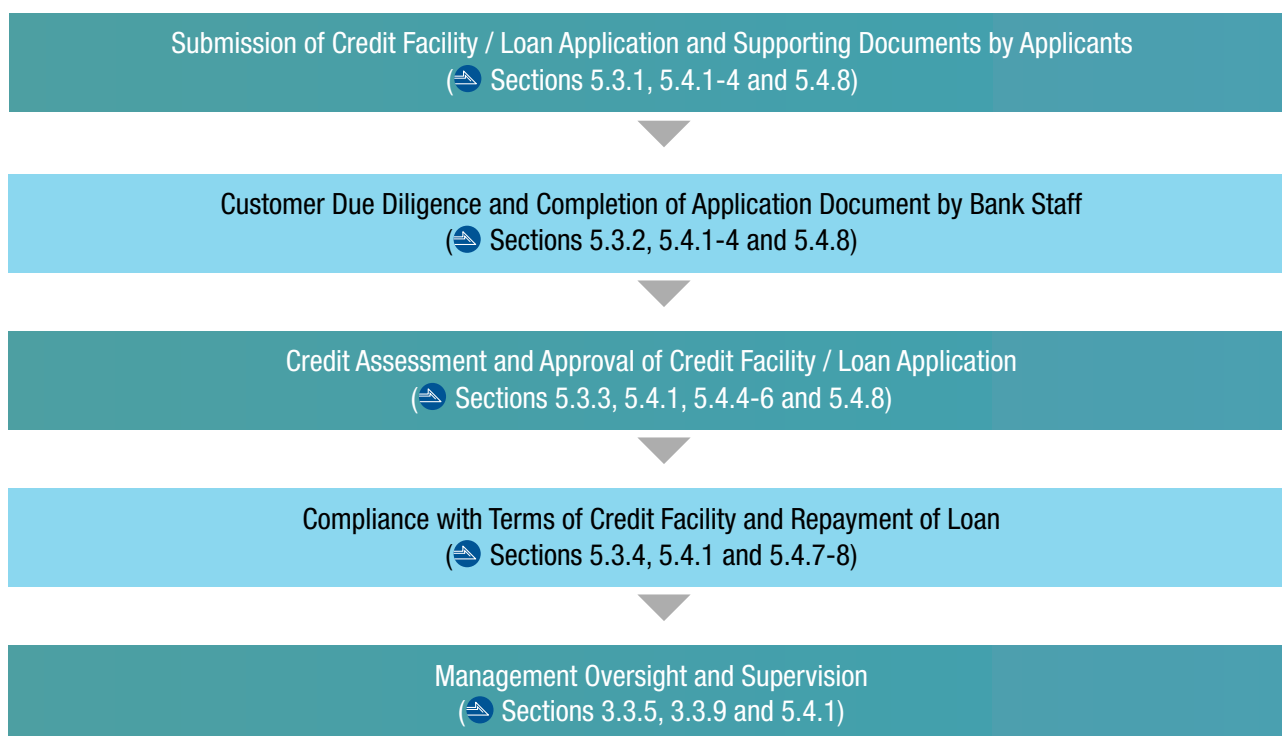 Submission of Credit Facility / Loan Application and Supporting Documents by Applicants
( Sections 5.3.1, 5.4.1-4 and 5.4.8)
Customer Due Diligence and Completion of Application Document by Bank Staff
( Sections 5.3.2, 5.4.1-4 and 5.4.8)
Credit Assessment and Approval of Credit Facility / Loan Application
( Sections 5.3.3, 5.4.1, 5.4.4-6 and 5.4.8)
Compliance with Terms of Credit Facility and Repayment of Loan
( Sections 5.3.4, 5.4.1 and 5.4.7-8)
Management Oversight and Supervision
( Sections 3.3.5, 3.3.9 and 5.4.1)